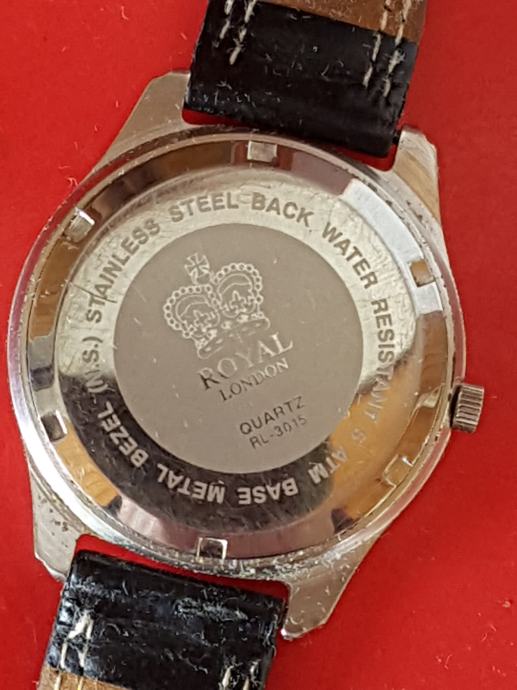 STAINLESS STEEL BACK WATER RESISTANT 5 ATM BASE METAL BEZEL (N.S.)
ROYAL
LONDON
QUARTZ
RL-3015